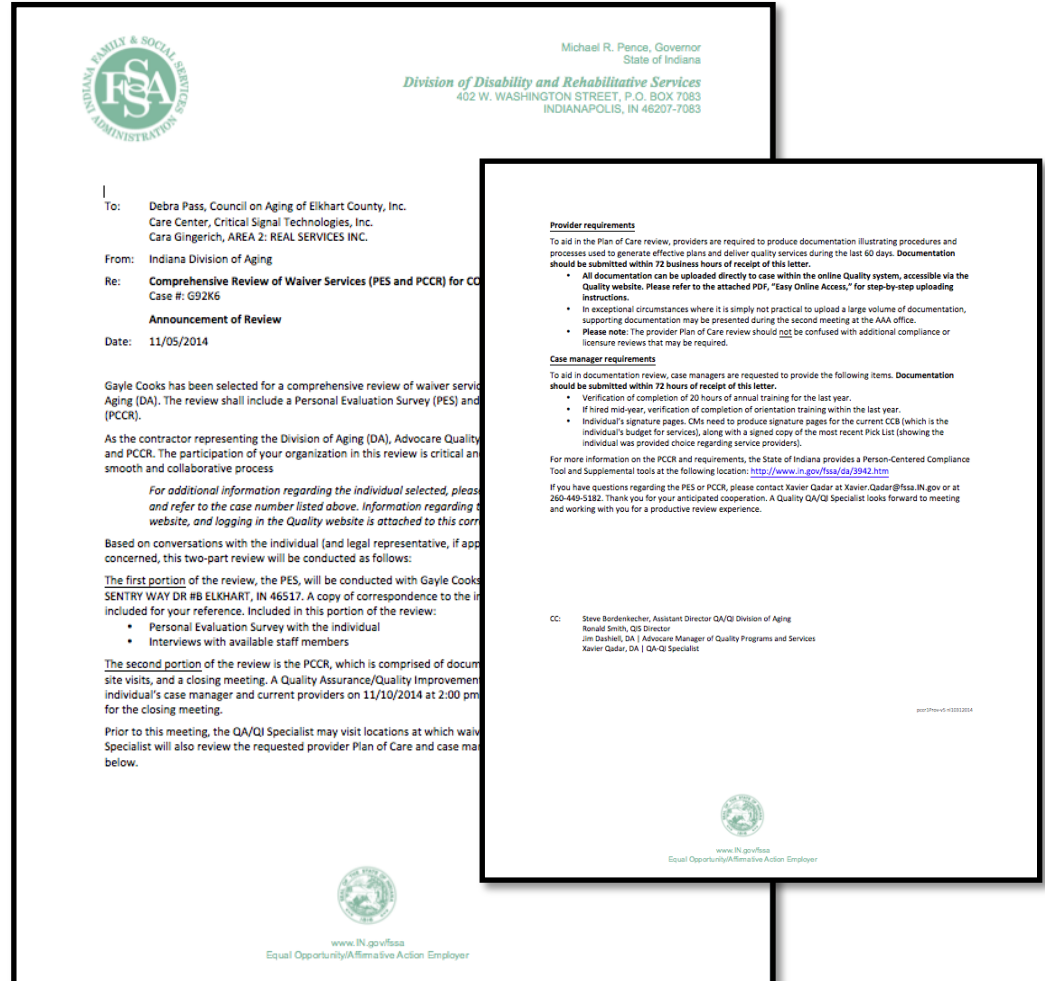 INDIANA FAMILY & SOCIAL SERVICES ADMINISTRATION
FSSA
Michael R. Pence, Governor
State of Indiana
Division of Disability and Rehabilitative Services
402 W. WASHINGTON STREET, P.O. BOX 7083
INDIANAPOLIS, IN 46207-7083
To: Debra Pass, Council on Aging of Elkhart County, Inc.
Care Center, Critical Signal Technologies, Inc.
Cara Gingerich, AREA 2: REAL SERVICES INC.
From: Indiana Division of Aging
Re: Comprehensive Review of Waiver Services (PES and PCCR) for CO
Case #: G92K6
Announcement of Review
Date: 11/05/2014
Gayle Cooks has been selected for a comprehensive review of waiver servic
Aging (DA). The review shall include a Personal Evaluation Survey (PES) and
(PCCR).
As the contractor representing the Division of Aging (DA), Advocare Quality
and PCCR. The participation of your organization in this review is critical an
smooth and collaborative process
For additional information regarding the individual selected, pleas
and refer to the case number listed above. Information regarding t
website, and logging in the Quality website is attached to this corr
Based on conversations with the individual (and legal representative, if app
concerned, this two-part review will be conducted as follows:
The first portion of the review, the PES, will be conducted with Gayle Cooks
SENTRY WAY DR #B ELKHART, IN 46517. A copy of correspondence to the in
included for your reference. Included in this portion of the review:
• Personal Evaluation Survey with the individual
• Interviews with available staff members
The second portion of the review is the PCCR, which is comprised of docum
site visits, and a closing meeting. A Quality Assurance/Quality Improvement
individual's case manager and current providers on 11/10/2014 at 2:00 pm
for the closing meeting.
Prior to this meeting, the QA/QI Specialist may visit locations at which waiv
Specialist will also review the requested provider Plan of Care and case ma
below.
www.IN.gov/fssa
Equal Opportunity/Affirmative Action Employer
Provider requirements
To aid in the Plan of Care review, providers are required to produce documentation illustrating procedures and
processes used to generate effective plans and deliver quality services during the last 60 days. Documentation
should be submitted within 72 business hours of receipt of this letter.
• All documentation can be uploaded directly to case within the online Quality system, accessible via the
Quality website. Please refer to the attached PDF, "Easy Online Access," for step-by-step uploading
instructions.
• In exceptional circumstances where it is simply not practical to upload a large volume of documentation,
supporting documentation may be presented during the second meeting at the AAA office.
• Please note: The provider Plan of Care review should not be confused with additional compliance or
licensure reviews that may be required.
Case manager requirements
To aid in documentation review, case managers are requested to provide the following items. Documentation
should be submitted within 72 hours of receipt of this letter.
• Verification of completion of 20 hours of annual training for the last year.
• If hired mid-year, verification of completion of orientation training within the last year.
• Individual's signature pages. CMs need to produce signature pages for the current CCB (which is the
individual's budget for services), along with a signed copy of the most recent Pick List (showing the
individual was provided choice regarding service providers).
For more information on the PCCR and requirements, the State of Indiana provides a Person-Centered Compliance
Tool and Supplemental tools at the following location: http://www.in.gov/fssa/da/3942.htm
If you have questions regarding the PES or PCCR, please contact Xavier Qadar at Xavier.Qadar@fssa.IN.gov or at
260-449-5182. Thank you for your anticipated cooperation. A Quality QA/QI Specialist looks forward to meeting
and working with you for a productive review experience.
CC: Steve Bordenkecher, Assistant Director QA/QI Division of Aging
Ronald Smith, QIS Director
Jim Dashiell, DA | Advocare Manager of Quality Programs and Services
Xavier Qadar, DA | QA-QI Specialist
www.IN.gov/fssa
Equal Opportunity/Affirmative Action Employer